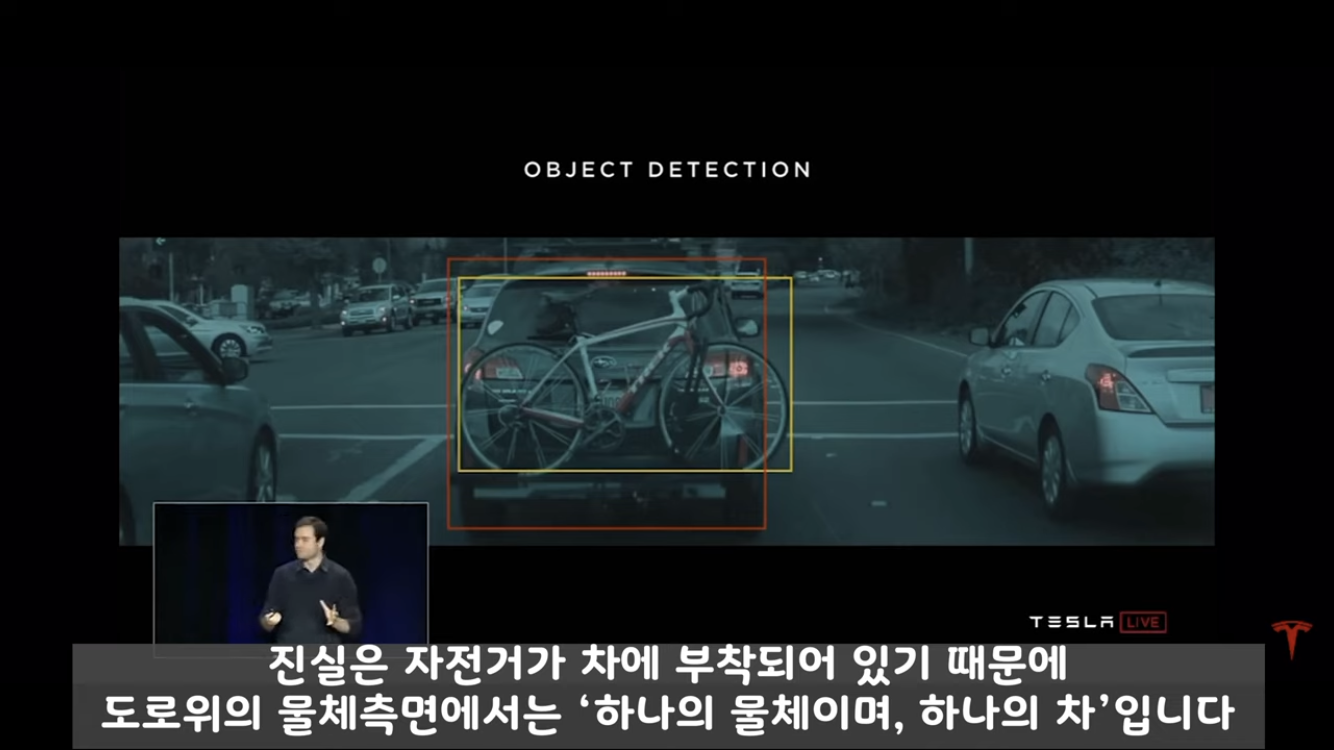 OBJECT DETECTION
TESLA LIVE
진실은 자전거가 차에 부착되어 있기 때문에
도로위의 물체측면에서는 ‘하나의 물체이며, 하나의 차’입니다